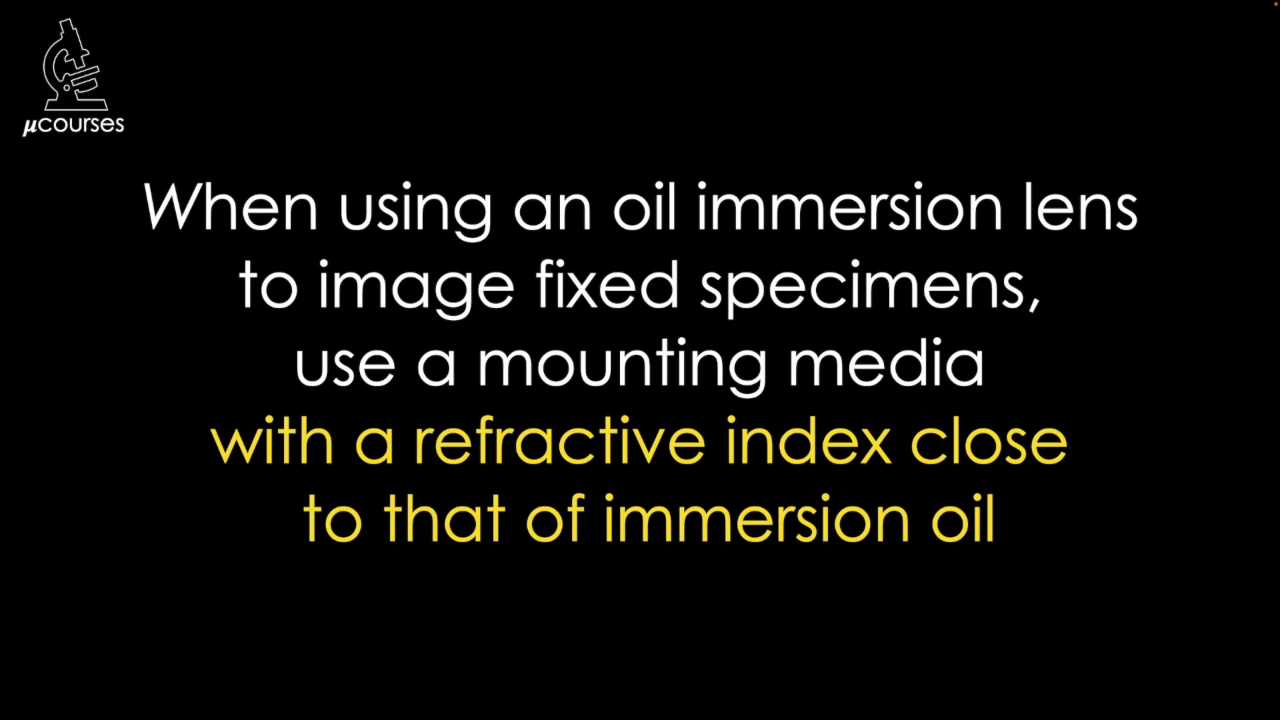 µcourses
When using an oil immersion lens
to image fixed specimens,
use a mounting media
with a refractive index close
to that of immersion oil